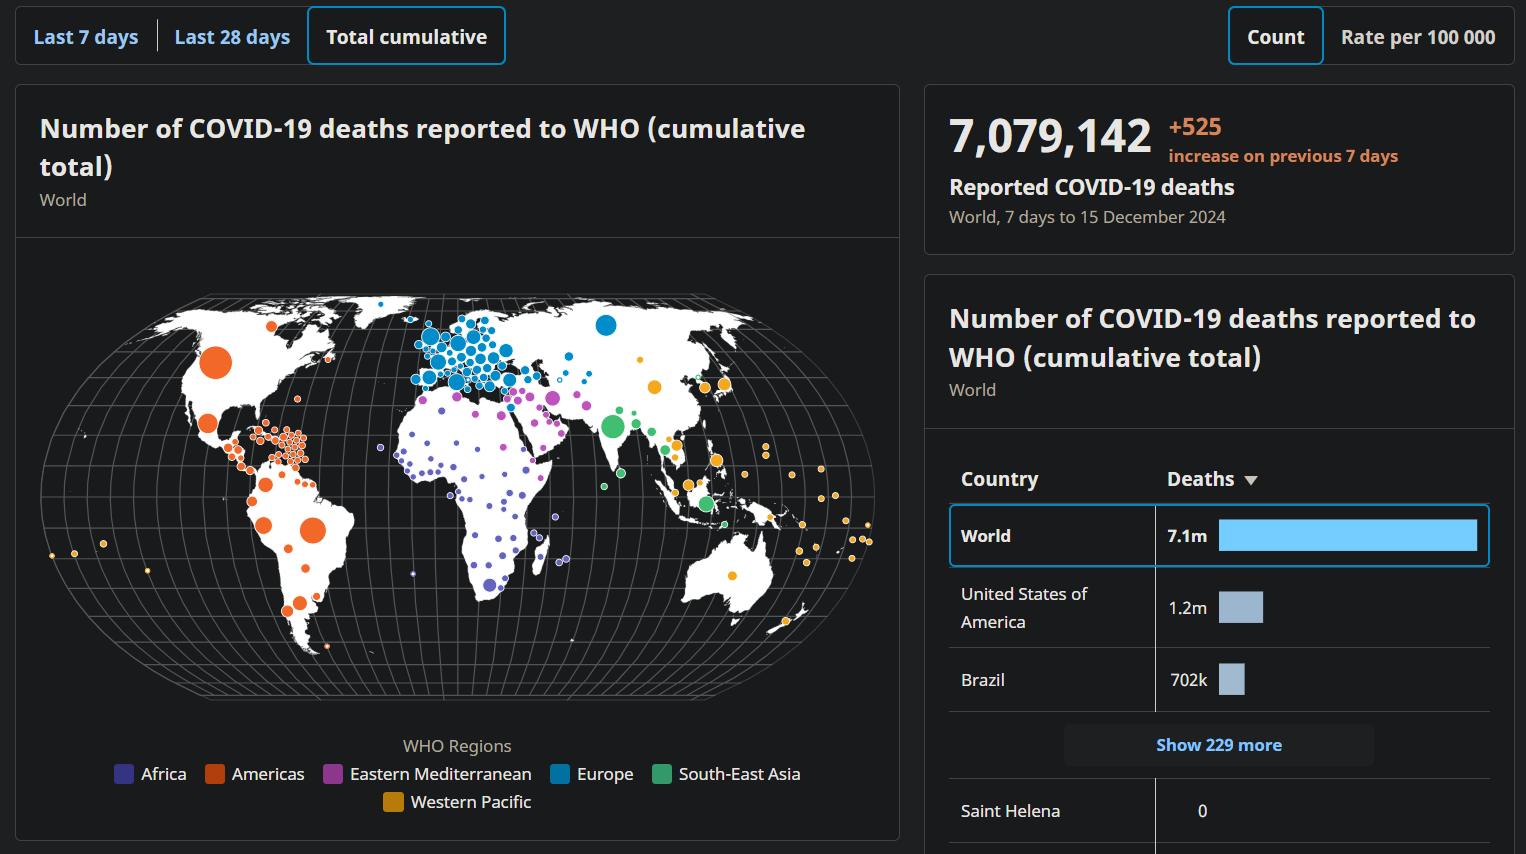 Last 7 days
Last 28 days
Total cumulative
Count
Rate per 100 000
Number of COVID-19 deaths reported to WHO (cumulative
total)
World
WHO Regions
Africa
Americas
Eastern Mediterranean
Europe
South-East Asia
Western Pacific
7,079,142
+525
increase on previous 7 days
Reported COVID-19 deaths
World, 7 days to 15 December 2024
Number of COVID-19 deaths reported to
WHO (cumulative total)
World
Country Deaths
World 7.1m
United States of
America 1.2m
Brazil 702k
Show 229 more
Saint Helena 0